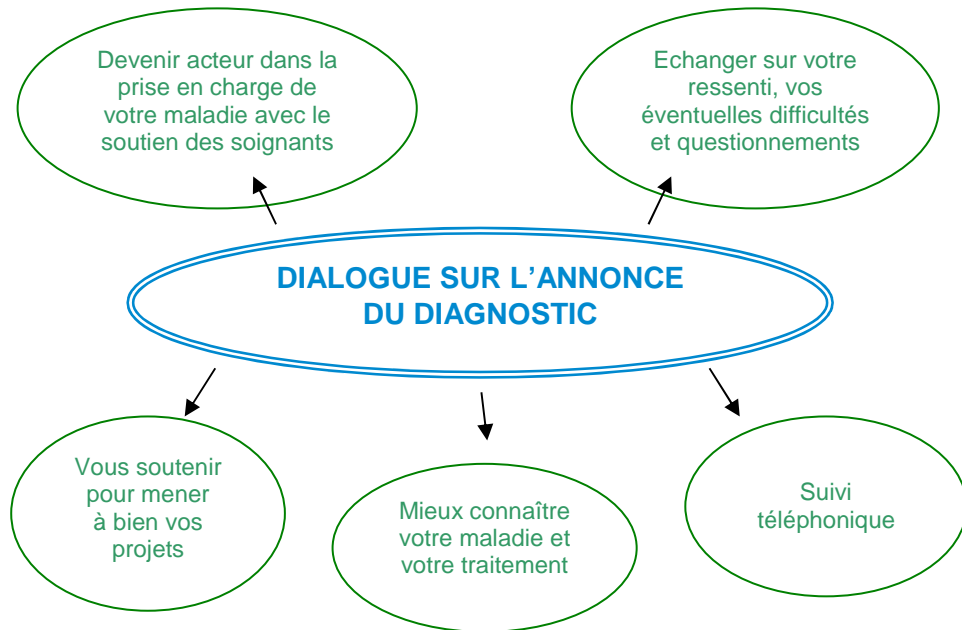 Devenir acteur dans la
prise en charge de
votre maladie avec le
soutien des soignants
Echanger sur votre
ressenti, vos
éventuelles difficultés
et questionnements
DIALOGUE SUR L'ANNONCE
DU DIAGNOSTIC
Vous soutenir
pour mener
à bien vos
projets
Mieux connaître
votre maladie et
votre traitement
Suivi
téléphonique